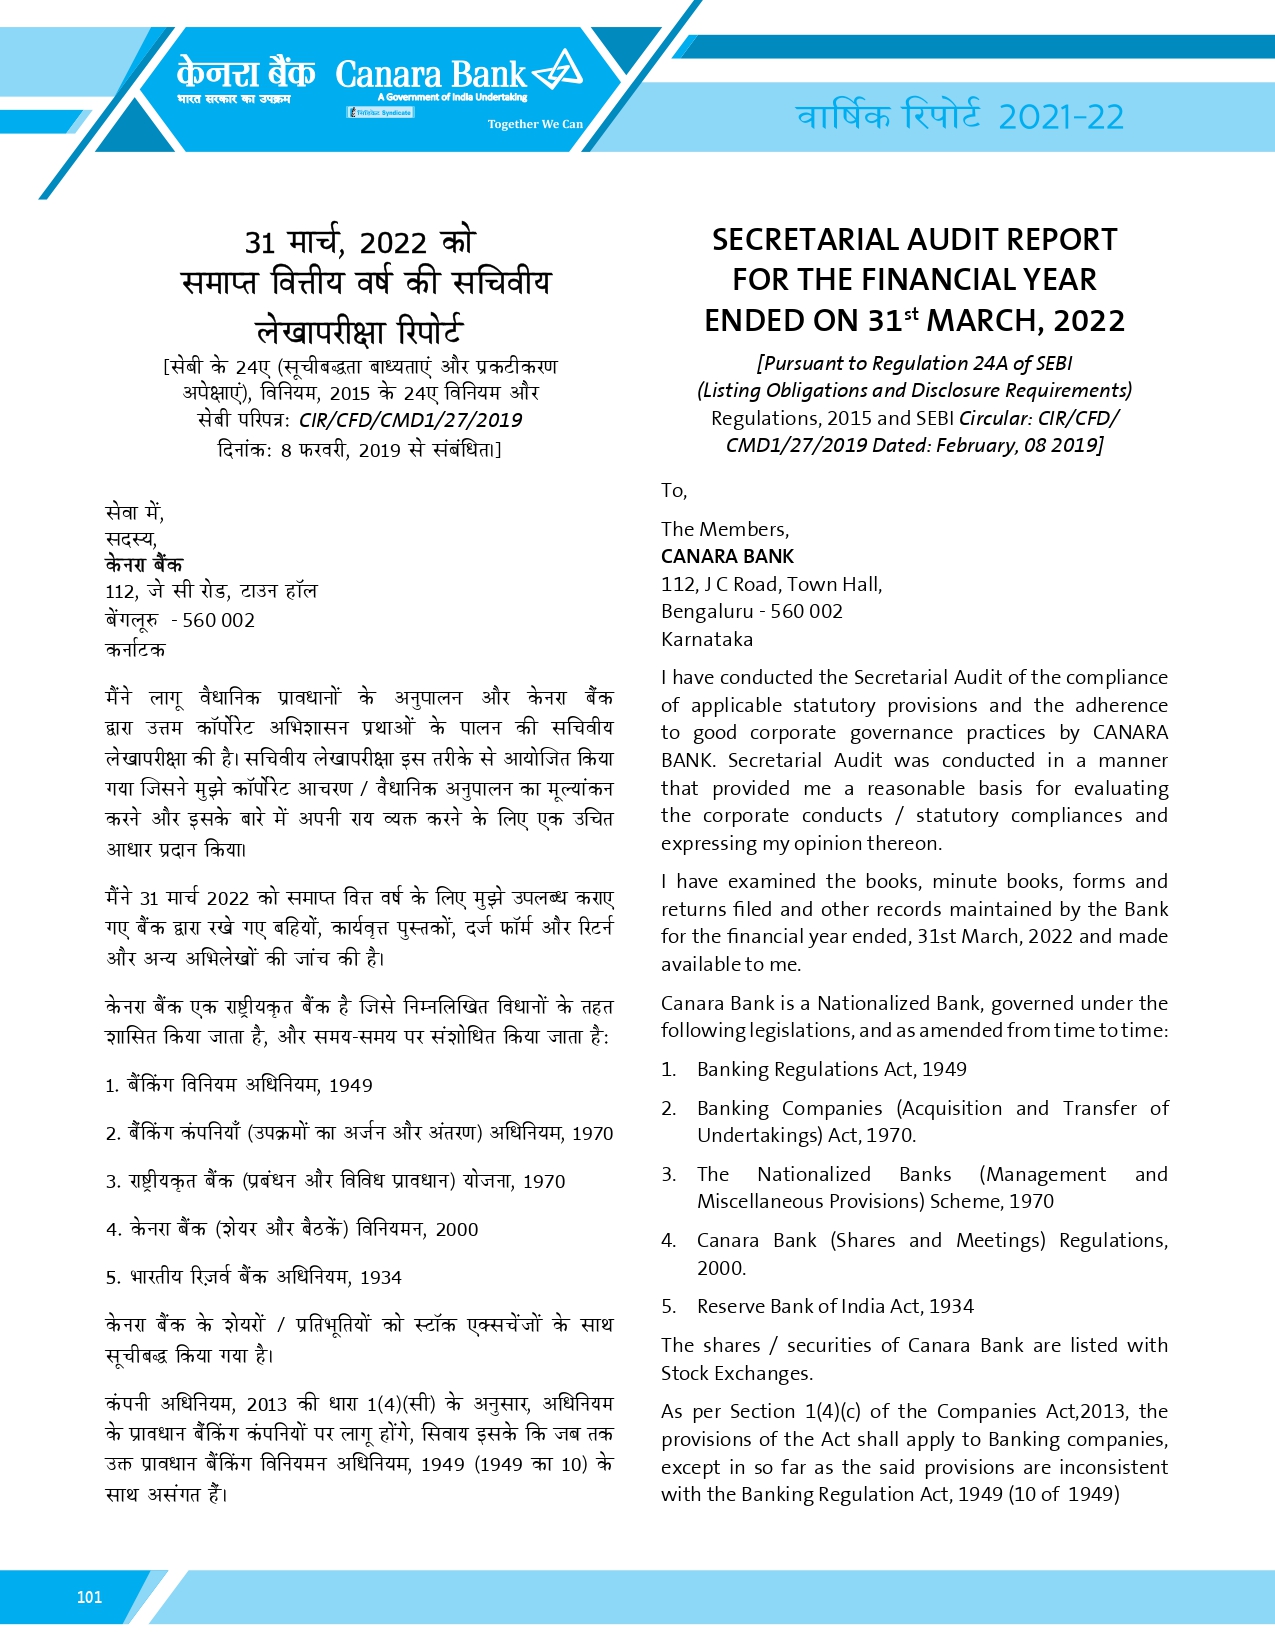 केनरा बैंक Canara Bank
भारत सरकार का उपक्रम A Government of India Undertaking
सिंडिकेट Syndicate
Together We Can
वार्षिक रिपोर्ट 2021-22
31 मार्च, 2022 को
समाप्त वित्तीय वर्ष की सचिवीय
लेखापरीक्षा रिपोर्ट
[सेबी के 24ए (सूचीबद्धता बाध्यताएं और प्रकटीकरण
अपेक्षाएं), विनियम, 2015 के 24ए विनियम और
सेबी परिपत्र: CIR/CFD/CMD1/27/2019
दिनांक: 8 फरवरी, 2019 से संबंधित।]
सेवा में,
सदस्य,
केनरा बैंक
112, जे सी रोड, टाउन हॉल
बेंगलूरु - 560 002
कर्नाटक
मैंने लागू वैधानिक प्रावधानों के अनुपालन और केनरा बैंक
द्वारा उत्तम कॉर्पोरेट अभिशासन प्रथाओं के पालन की सचिवीय
लेखापरीक्षा की है। सचिवीय लेखापरीक्षा इस तरीके से आयोजित किया
गया जिसने मुझे कॉर्पोरेट आचरण / वैधानिक अनुपालन का मूल्यांकन
करने और इसके बारे में अपनी राय व्यक्त करने के लिए एक उचित
आधार प्रदान किया।
मैंने 31 मार्च 2022 को समाप्त वित्त वर्ष के लिए मुझे उपलब्ध कराए
गए बैंक द्वारा रखे गए बहियों, कार्यवृत्त पुस्तकों, दर्ज फॉर्म और रिटर्न
और अन्य अभिलेखों की जांच की है।
केनरा बैंक एक राष्ट्रीयकृत बैंक है जिसे निम्नलिखित विधानों के तहत
शासित किया जाता है, और समय-समय पर संशोधित किया जाता है:
1. बैंकिंग विनियम अधिनियम, 1949
2. बैंकिंग कंपनियाँ (उपक्रमों का अर्जन और अंतरण) अधिनियम, 1970
3. राष्ट्रीयकृत बैंक (प्रबंधन और विविध प्रावधान) योजना, 1970
4. केनरा बैंक (शेयर और बैठकें) विनियमन, 2000
5. भारतीय रिज़र्व बैंक अधिनियम, 1934
केनरा बैंक के शेयरों / प्रतिभूतियों को स्टॉक एक्सचेंजों के साथ
सूचीबद्ध किया गया है।
कंपनी अधिनियम, 2013 की धारा 1(4)(सी) के अनुसार, अधिनियम
के प्रावधान बैंकिंग कंपनियों पर लागू होंगे, सिवाय इसके कि जब तक
उक्त प्रावधान बैंकिंग विनियमन अधिनियम, 1949 (1949 का 10) के
साथ असंगत हैं।
SECRETARIAL AUDIT REPORT
FOR THE FINANCIAL YEAR
ENDED ON 31st MARCH, 2022
[Pursuant to Regulation 24A of SEBI
(Listing Obligations and Disclosure Requirements)
Regulations, 2015 and SEBI Circular: CIR/CFD/
CMD1/27/2019 Dated: February, 08 2019]
To,
The Members,
CANARA BANK
112, J C Road, Town Hall,
Bengaluru - 560 002
Karnataka
I have conducted the Secretarial Audit of the compliance
of applicable statutory provisions and the adherence
to good corporate governance practices by CANARA
BANK. Secretarial Audit was conducted in a manner
that provided me a reasonable basis for evaluating
the corporate conducts / statutory compliances and
expressing my opinion thereon.
I have examined the books, minute books, forms and
returns filed and other records maintained by the Bank
for the financial year ended, 31st March, 2022 and made
available to me.
Canara Bank is a Nationalized Bank, governed under the
following legislations, and as amended from time to time:
1. Banking Regulations Act, 1949
2. Banking Companies (Acquisition and Transfer of
Undertakings) Act, 1970.
3. The Nationalized Banks (Management and
Miscellaneous Provisions) Scheme, 1970
4. Canara Bank (Shares and Meetings) Regulations,
2000.
5. Reserve Bank of India Act, 1934
The shares / securities of Canara Bank are listed with
Stock Exchanges.
As per Section 1(4)(c) of the Companies Act,2013, the
provisions of the Act shall apply to Banking companies,
except in so far as the said provisions are inconsistent
with the Banking Regulation Act, 1949 (10 of 1949)
101